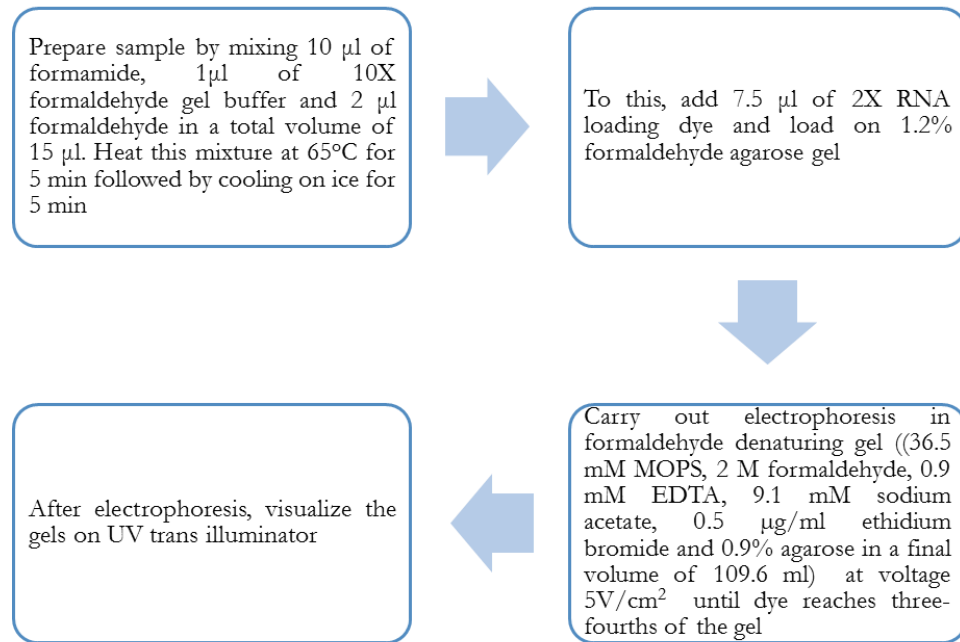 Prepare sample by mixing 10 µl of
formamide, 1µl of 10X
formaldehyde gel buffer and 2 µl
formaldehyde in a total volume of
15 µl. Heat this mixture at 65°C for
5 min followed by cooling on ice for
5 min
To this, add 7.5 µl of 2X RNA
loading dye and load on 1.2%
formaldehyde agarose gel
Carry out electrophoresis in
formaldehyde denaturing gel ((36.5
mM MOPS, 2 M formaldehyde, 0.9
mM EDTA, 9.1 mM sodium
acetate, 0.5 µg/ml ethidium
bromide and 0.9% agarose in a final
volume of 109.6 ml) at voltage
5V/cm² until dye reaches three-
fourths of the gel
After electrophoresis, visualize the
gels on UV trans illuminator